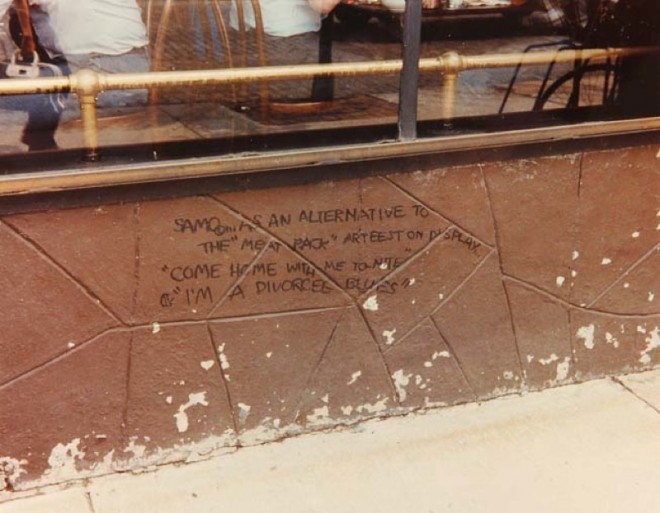 SAMO©...AS AN ALTERNATIVE TO
THE "MEAT RACK" ARTEEST ON DISPLAY
"COME HOME WITH ME TO-NITE"
@ "I'M A DIVORCEE BLUES"